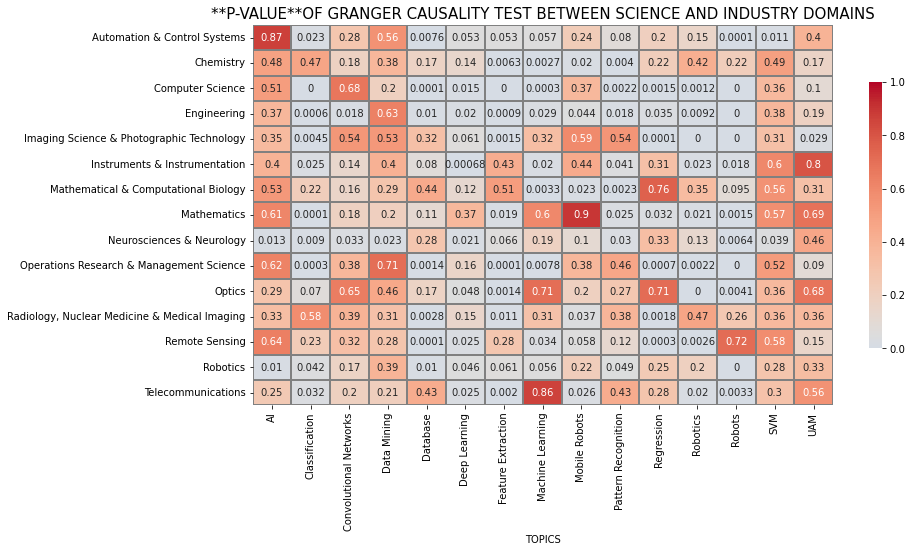 **P-VALUE**OF GRANGER CAUSALITY TEST BETWEEN SCIENCE AND INDUSTRY DOMAINS
Automation & Control Systems 0.87 0.023 0.28 0.56 0.0076 0.053 0.053 0.057 0.24 0.08 0.2 0.15 0.0001 0.011 0.4
Chemistry 0.48 0.47 0.18 0.38 0.17 0.14 0.0063 0.0027 0.02 0.004 0.22 0.42 0.22 0.49 0.17
Computer Science 0.51 0 0.68 0.2 0.0001 0.015 0 0.0003 0.37 0.0022 0.0015 0.0012 0 0.36 0.1
Engineering 0.37 0.0006 0.018 0.63 0.01 0.02 0.0009 0.029 0.044 0.018 0.035 0.0092 0 0.38 0.19
Imaging Science & Photographic Technology 0.35 0.0045 0.54 0.53 0.32 0.061 0.0015 0.32 0.59 0.54 0.0001 0 0 0.31 0.029
Instruments & Instrumentation 0.4 0.025 0.14 0.4 0.08 0.00068 0.43 0.02 0.44 0.041 0.31 0.023 0.018 0.6 0.8
Mathematical & Computational Biology 0.53 0.22 0.16 0.29 0.44 0.12 0.51 0.0033 0.023 0.0023 0.76 0.35 0.095 0.56 0.31
Mathematics 0.61 0.0001 0.18 0.2 0.11 0.37 0.019 0.6 0.9 0.025 0.032 0.021 0.0015 0.57 0.69
Neurosciences & Neurology 0.013 0.009 0.033 0.023 0.28 0.021 0.066 0.19 0.1 0.03 0.33 0.13 0.0064 0.039 0.46
Operations Research & Management Science 0.62 0.0003 0.38 0.71 0.0014 0.16 0.0001 0.0078 0.38 0.46 0.0007 0.0022 0 0.52 0.09
Optics 0.29 0.07 0.65 0.46 0.17 0.048 0.0014 0.71 0.2 0.27 0.71 0 0.0041 0.36 0.68
Radiology, Nuclear Medicine & Medical Imaging 0.33 0.58 0.39 0.31 0.0028 0.15 0.011 0.31 0.037 0.38 0.0018 0.47 0.26 0.36 0.36
Remote Sensing 0.64 0.23 0.32 0.28 0.0001 0.025 0.28 0.034 0.058 0.12 0.0003 0.0026 0.72 0.58 0.15
Robotics 0.01 0.042 0.17 0.39 0.01 0.046 0.061 0.056 0.22 0.049 0.25 0.2 0 0.28 0.33
Telecommunications 0.25 0.032 0.2 0.21 0.43 0.025 0.002 0.86 0.026 0.43 0.28 0.02 0.0033 0.3 0.56
AI
Classification
Convolutional Networks
Data Mining
Database
Deep Learning
Feature Extraction
Machine Learning
Mobile Robots
Pattern Recognition
Regression
Robotics
Robots
SVM
UAM
TOPICS
1.0
0.8
0.6
0.4
0.2
0.0